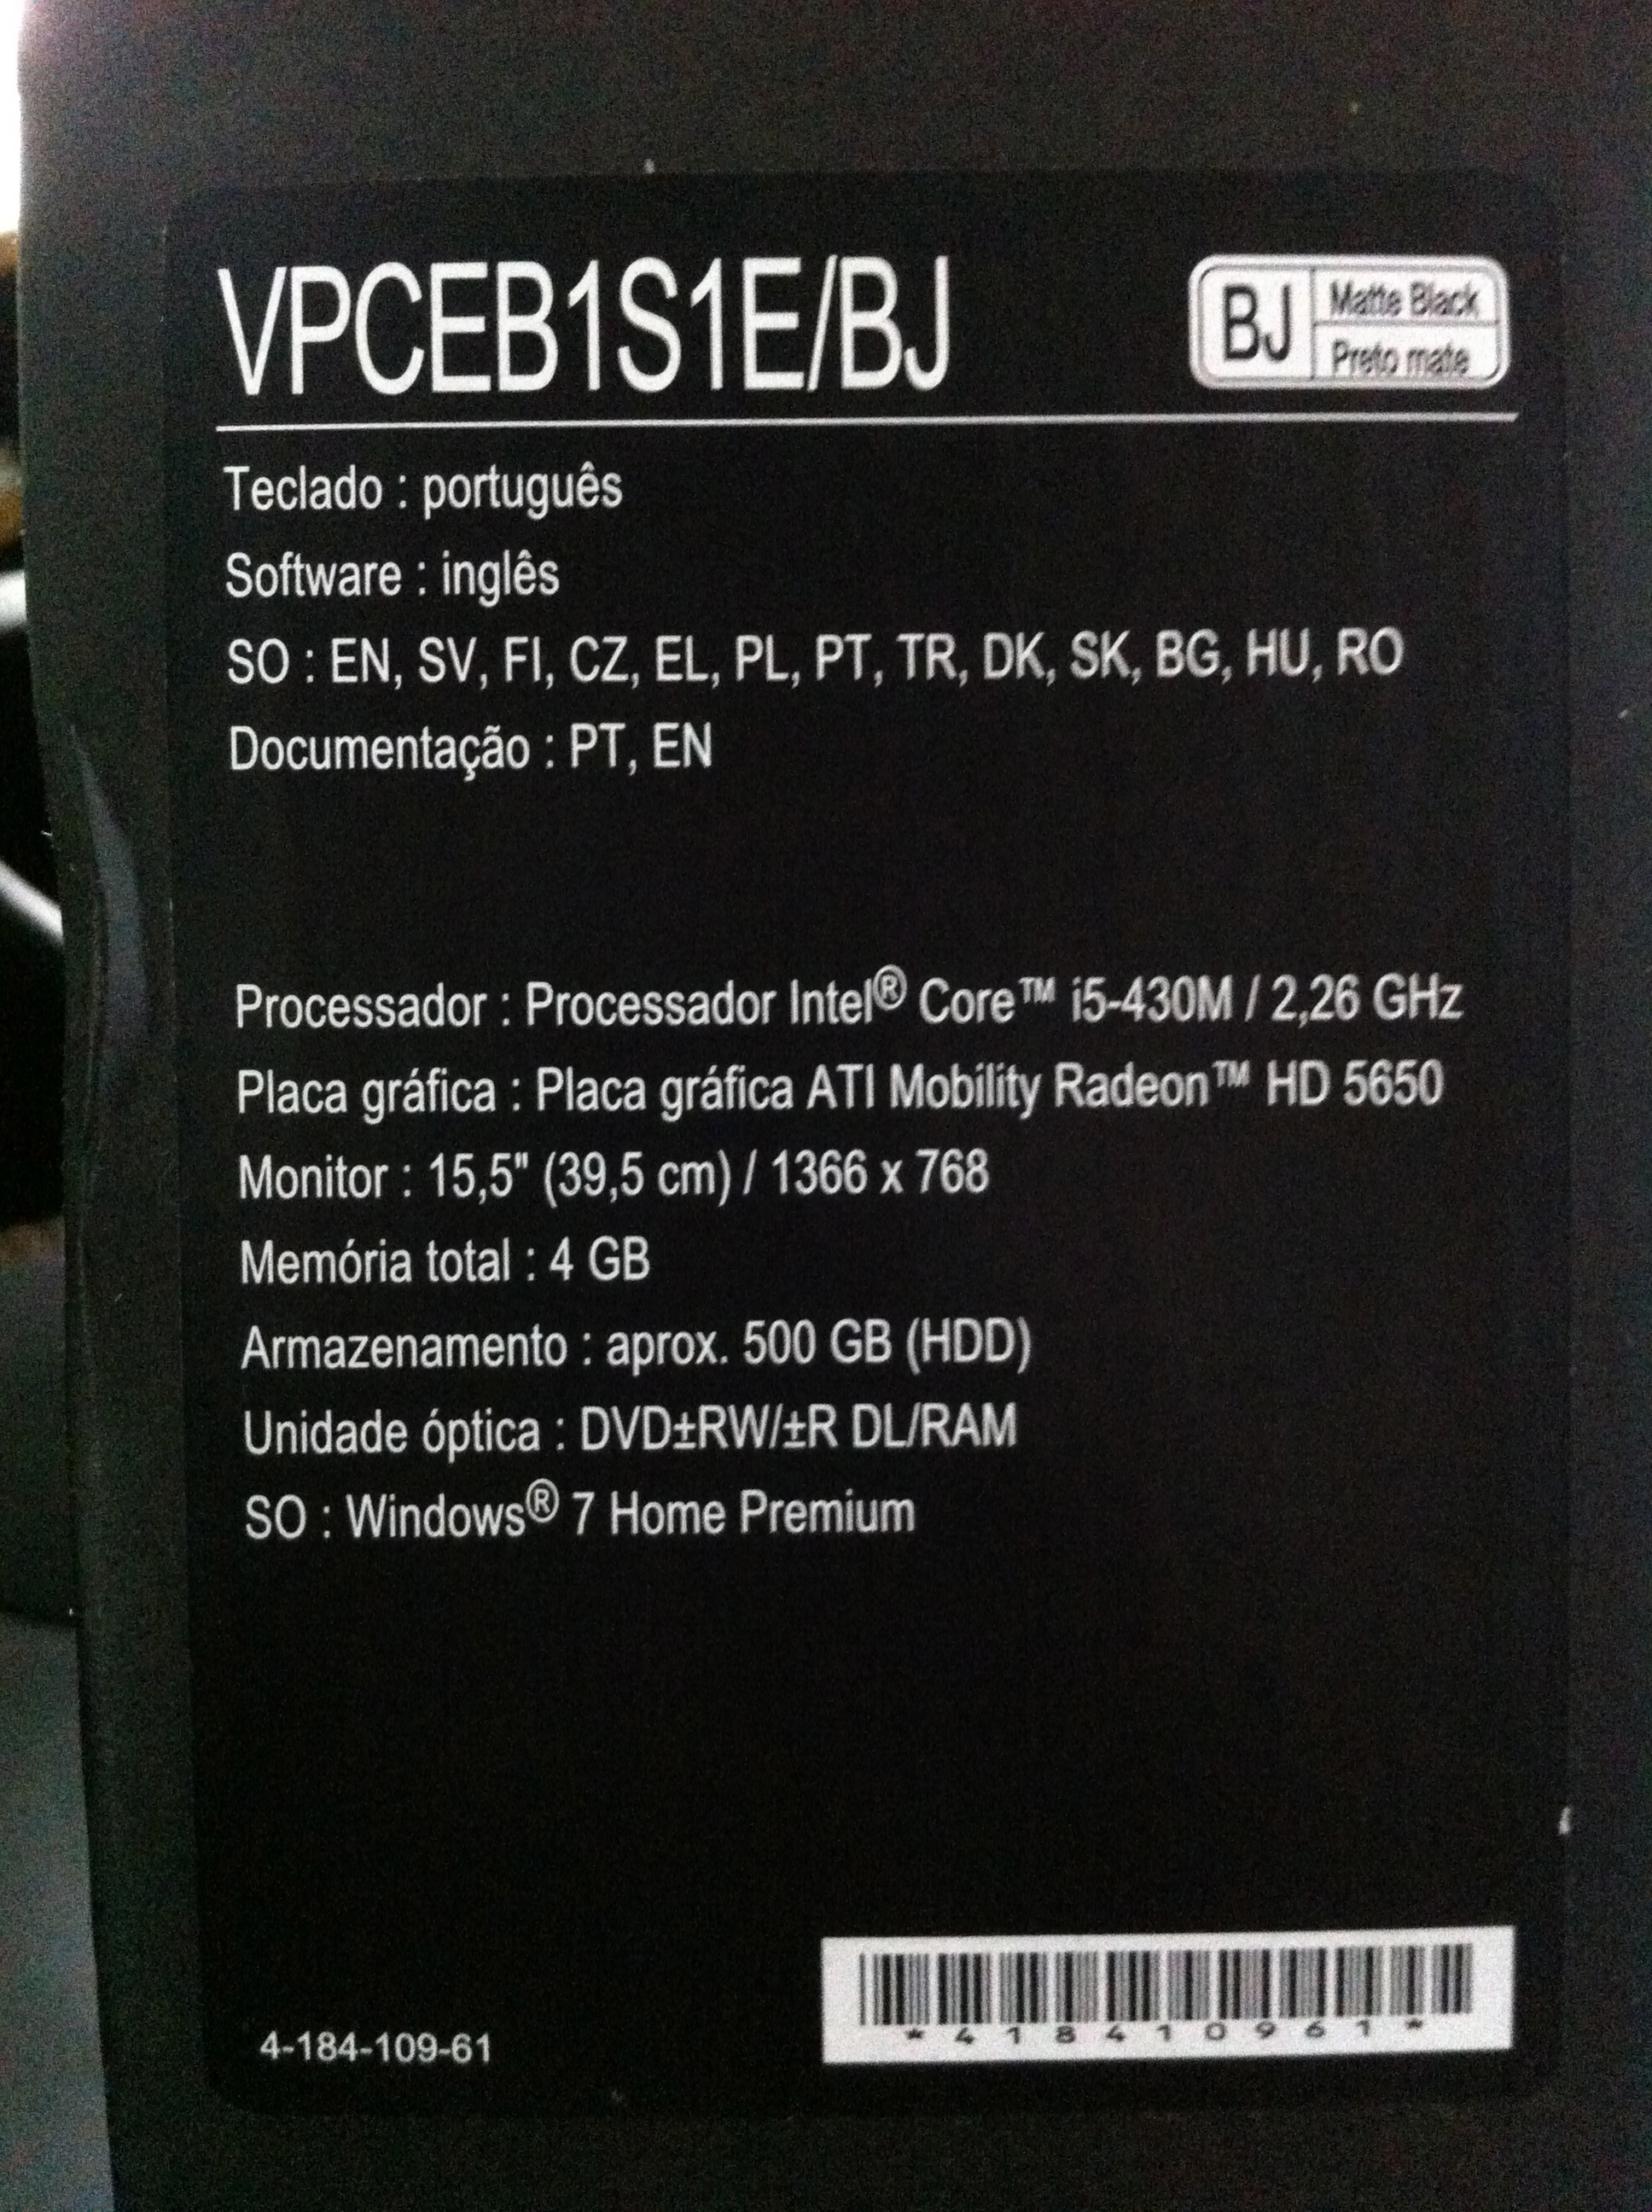 VPCEB1S1E/BJ
BJ
Matte Black
Preto mate
Teclado : português
Software : inglês
SO : EN, SV, FI, CZ, EL, PL, PT, TR, DK, SK, BG, HU, RO
Documentação : PT, EN
Processador : Processador Intel® Core™ i5-430M / 2,26 GHz
Placa gráfica : Placa gráfica ATI Mobility Radeon™ HD 5650
Monitor : 15,5" (39,5 cm) / 1366 x 768
Memória total : 4 GB
Armazenamento : aprox. 500 GB (HDD)
Unidade óptica : DVD±RW/±R DL/RAM
SO : Windows® 7 Home Premium
4-184-109-61
*418410961*